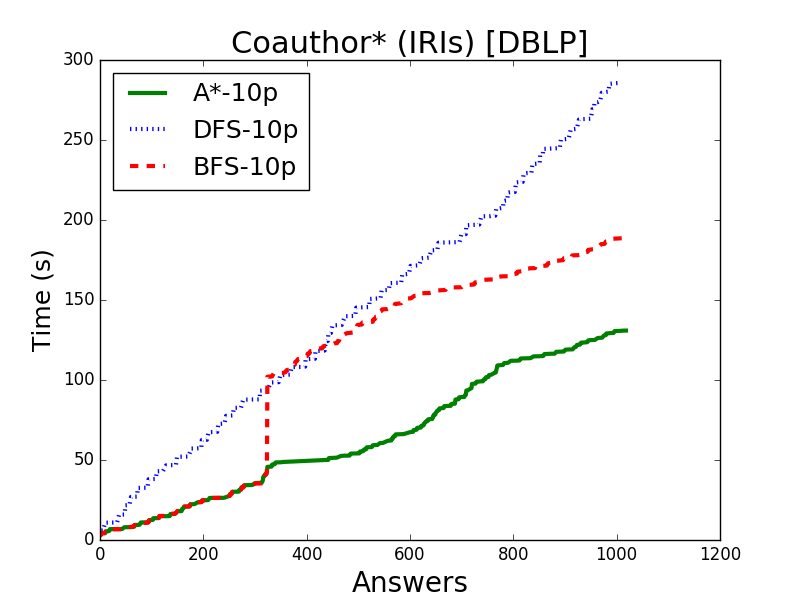 Coauthor* (IRIs) [DBLP]
300
250
200
150
100
50
0
Time (s)
A*-10p
DFS-10p
BFS-10p
0 200 400 600 800 1000 1200
Answers